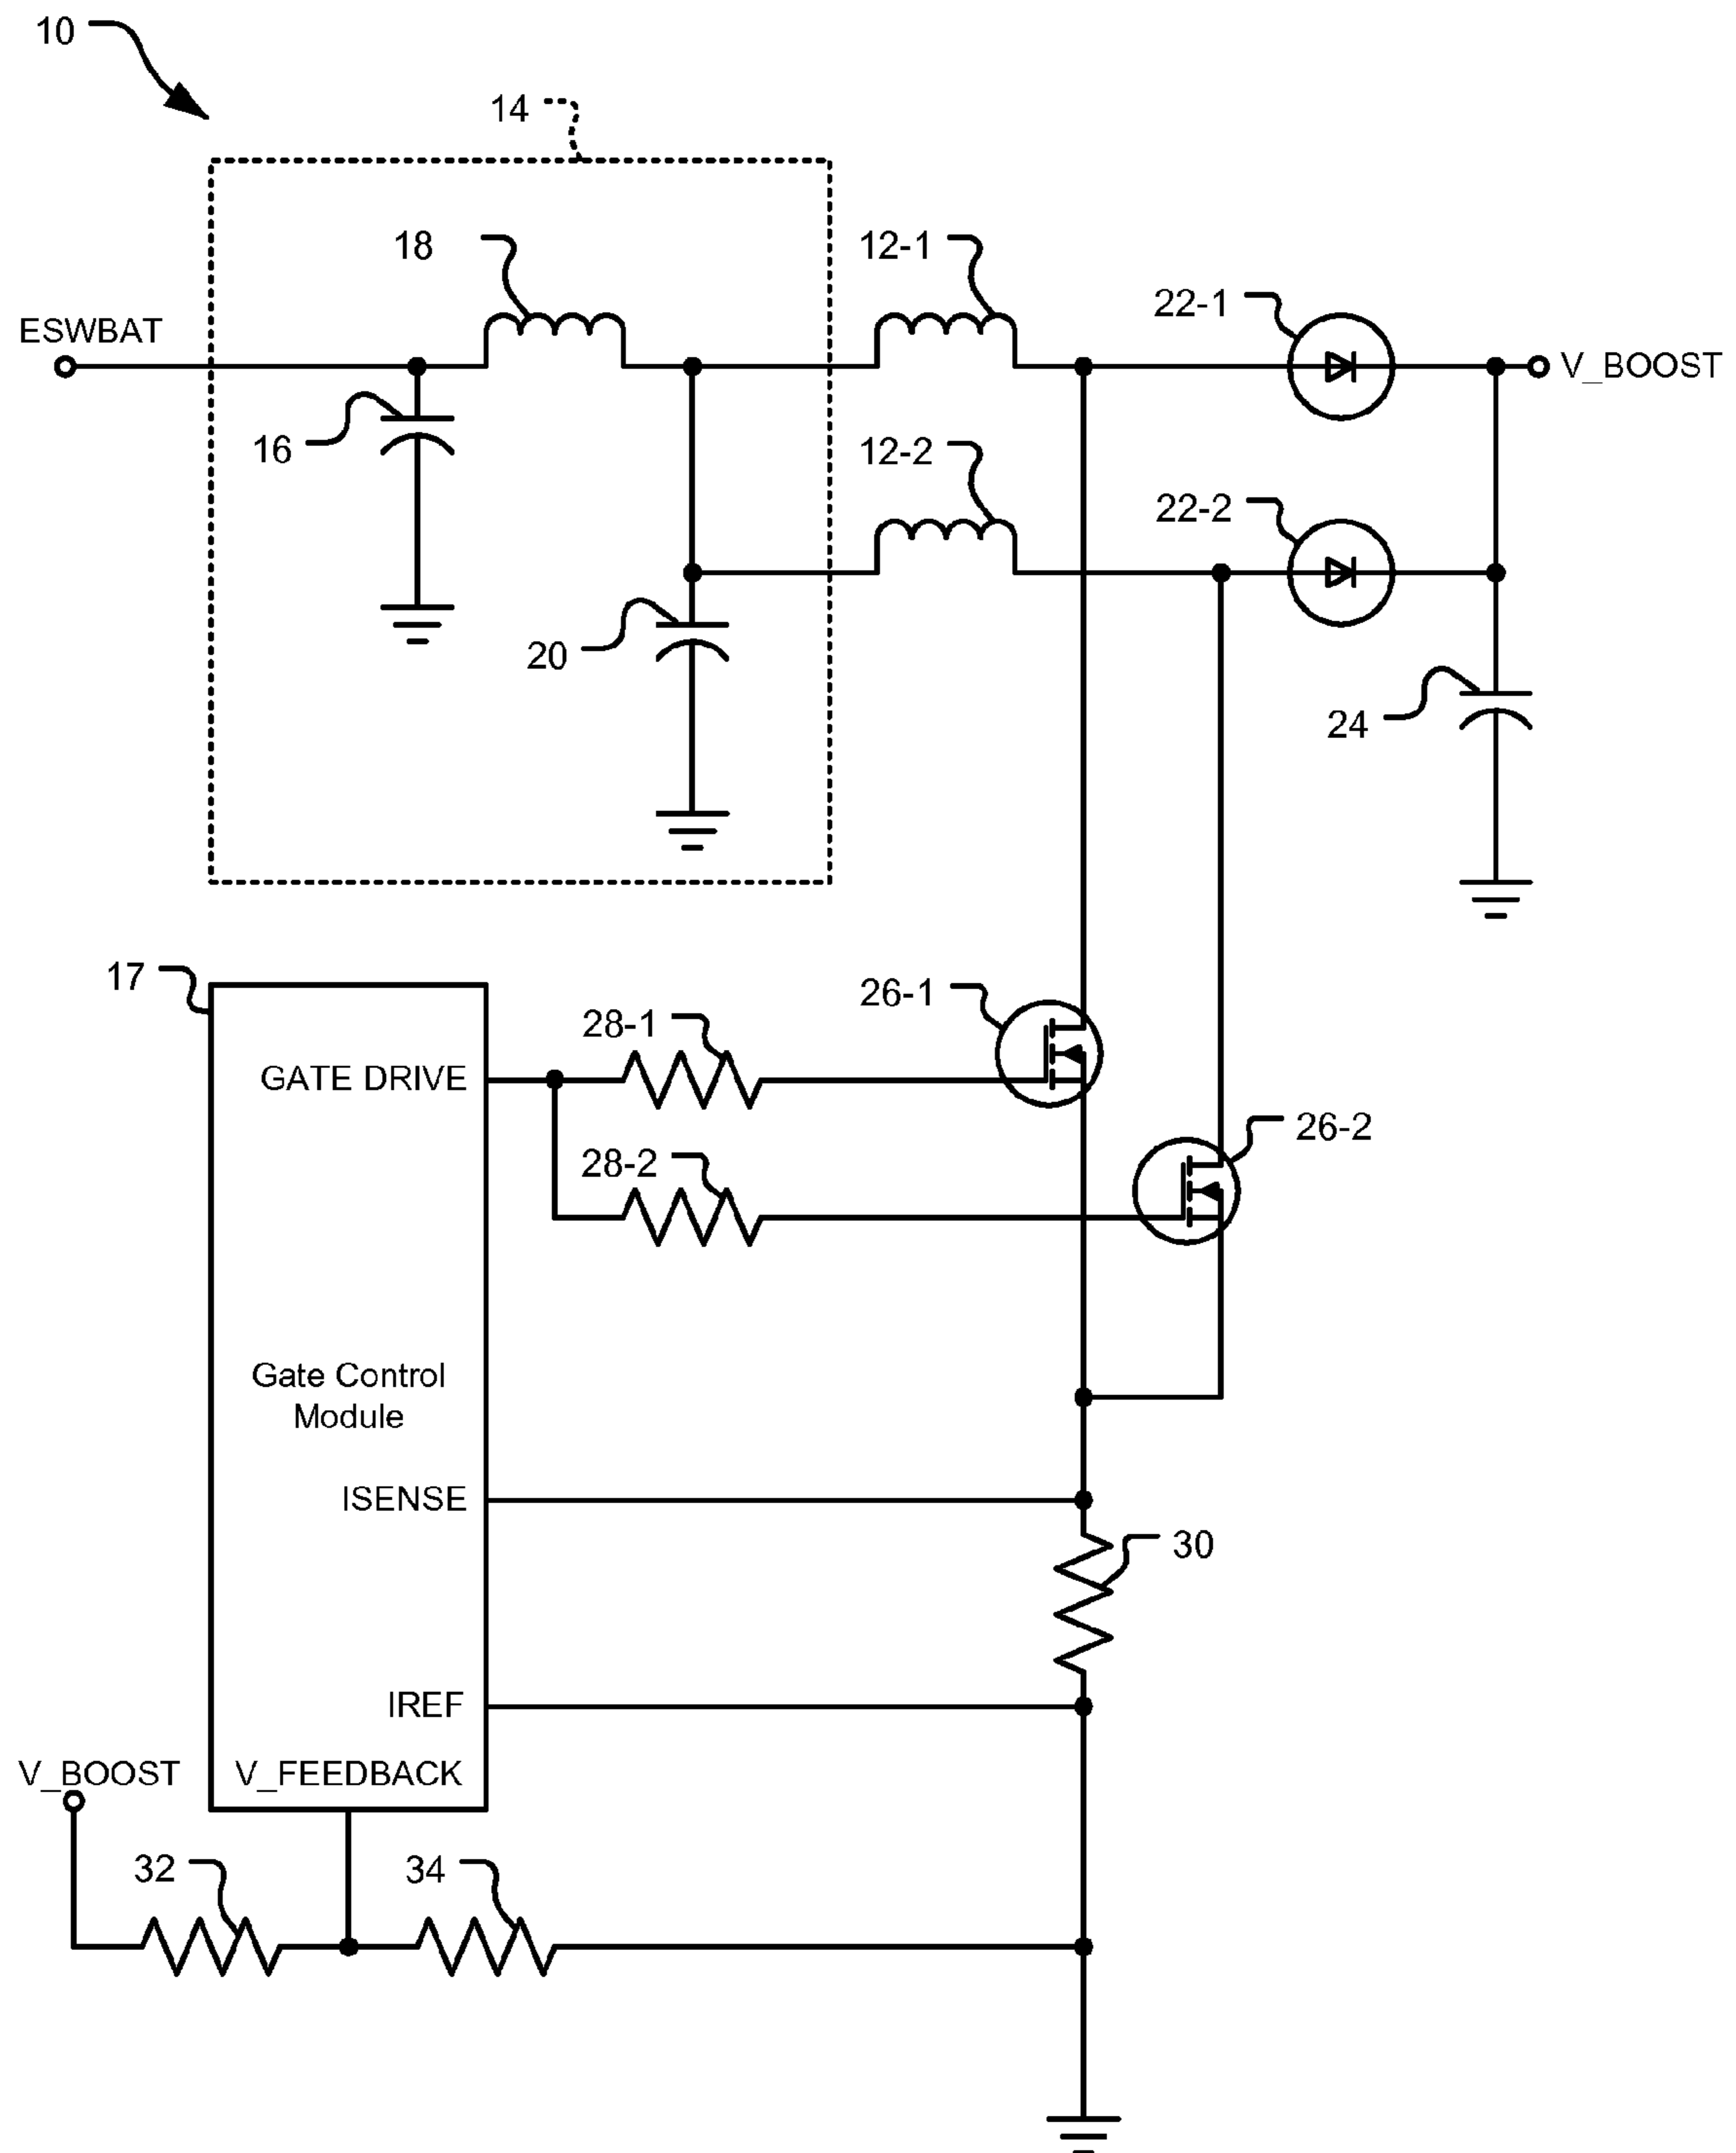 10
14
18
12-1
22-1
ESWBAT
V_BOOST
16
12-2
22-2
20
24
17
26-1
28-1
GATE DRIVE
26-2
28-2
Gate Control
Module
ISENSE
30
IREF
V_BOOST
V_FEEDBACK
32
34